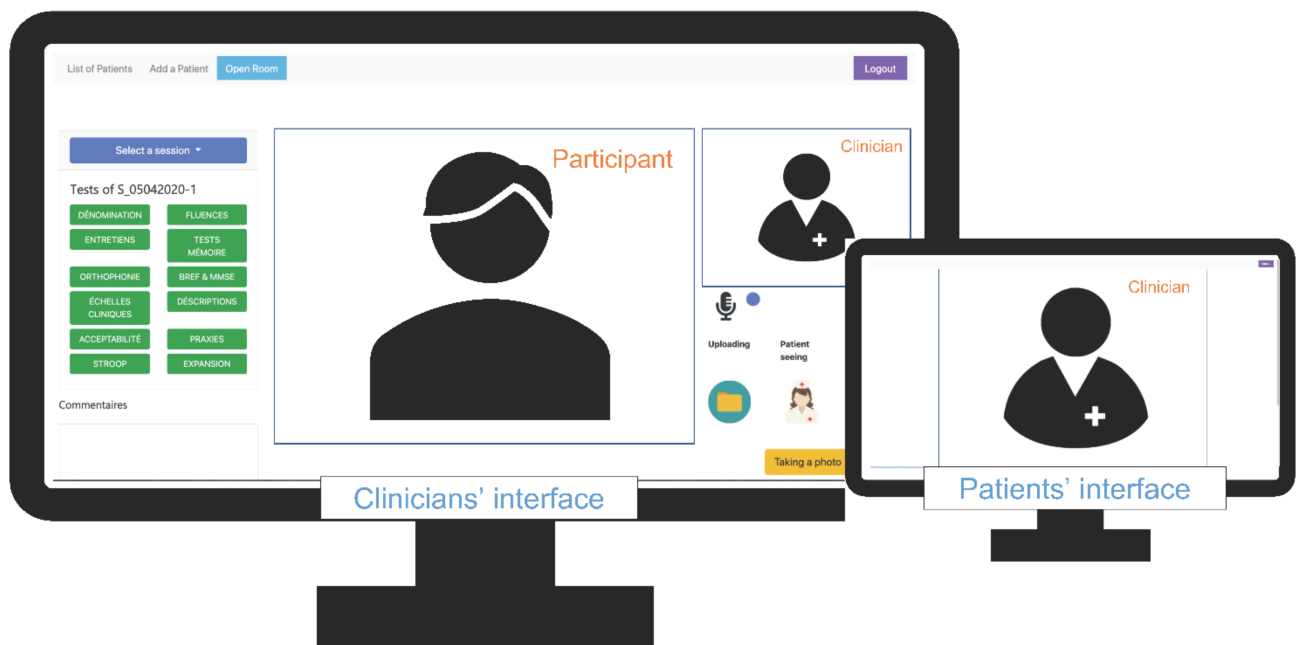 List of Patients Add a Patient Open Room Logout
Select a session
Tests of S_05042020-1
DÉNOMINATION FLUENCES
ENTRETIENS TESTS
MÉMOIRE
ORTHOPHONIE BREF & MMSE
ÉCHELLES
CLINIQUES
DÉSCRIPTIONS
ACCEPTABILITÉ PRAXIES
STROOP EXPANSION
Commentaires
Participant
Clinician
Uploading Patient
seeing
Taking a photo
Clinicians’ interface
Clinician
Patients’ interface